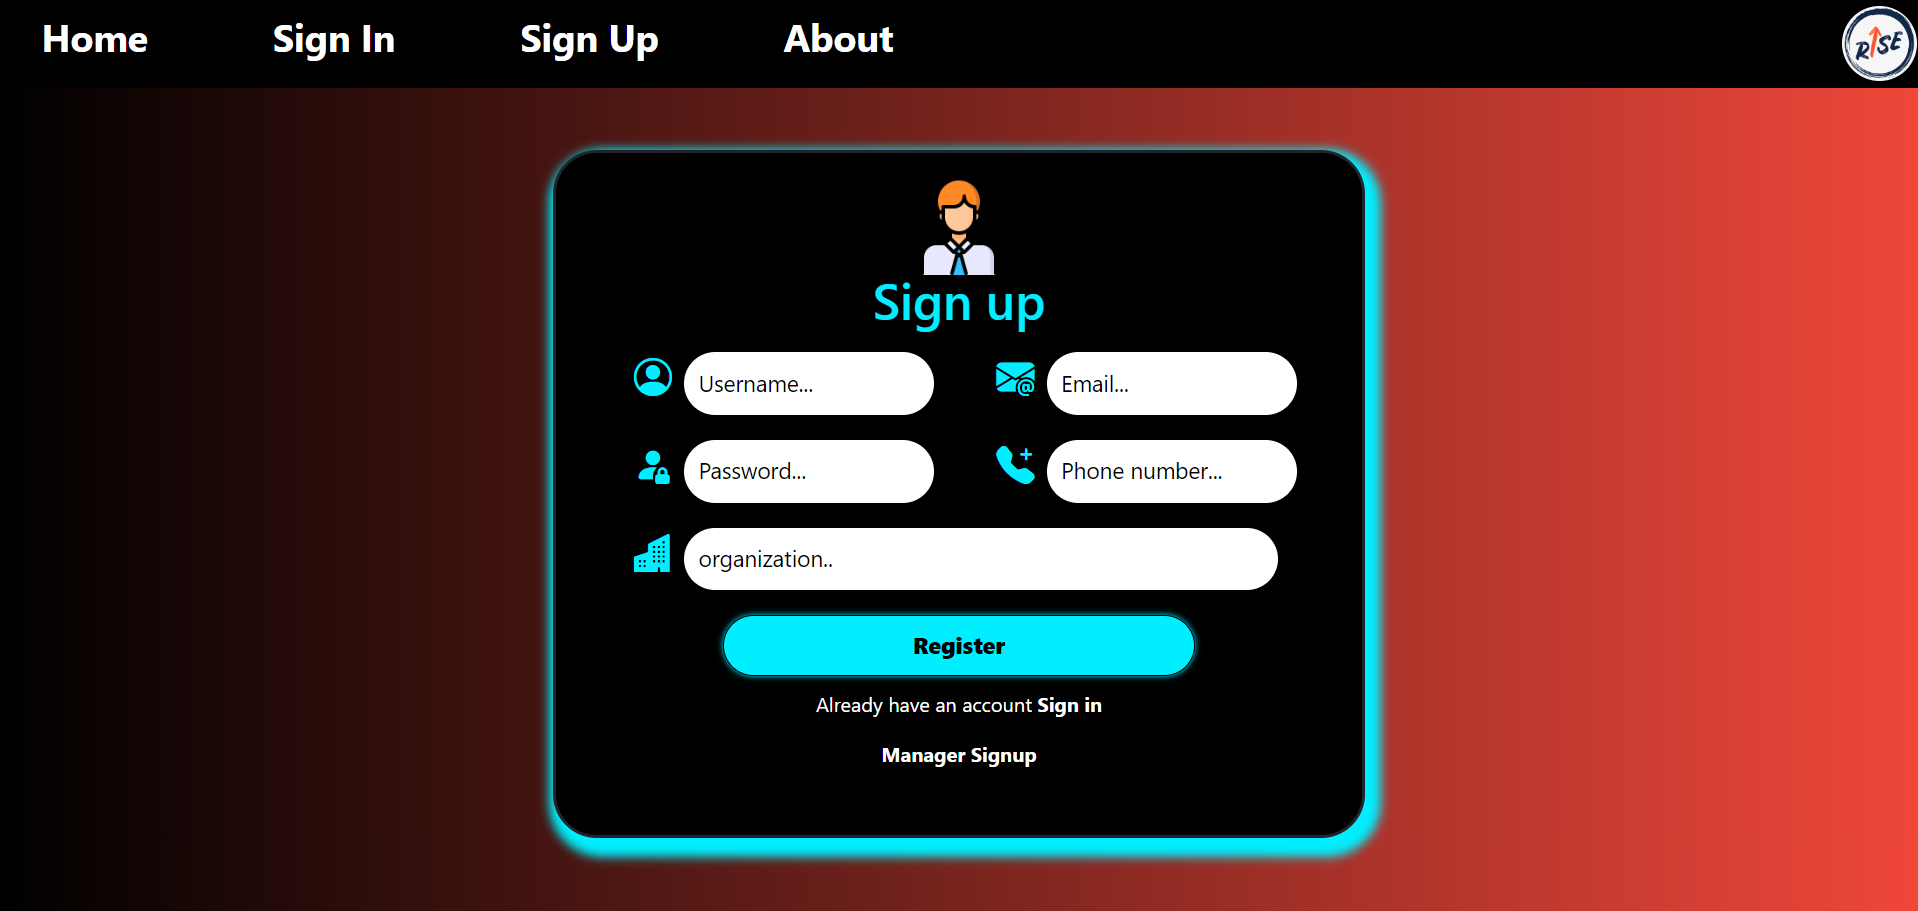 Home Sign In Sign Up About
RISE
Sign up
Username... Email...
Password... Phone number...
organization..
Register
Already have an account Sign in
Manager Signup